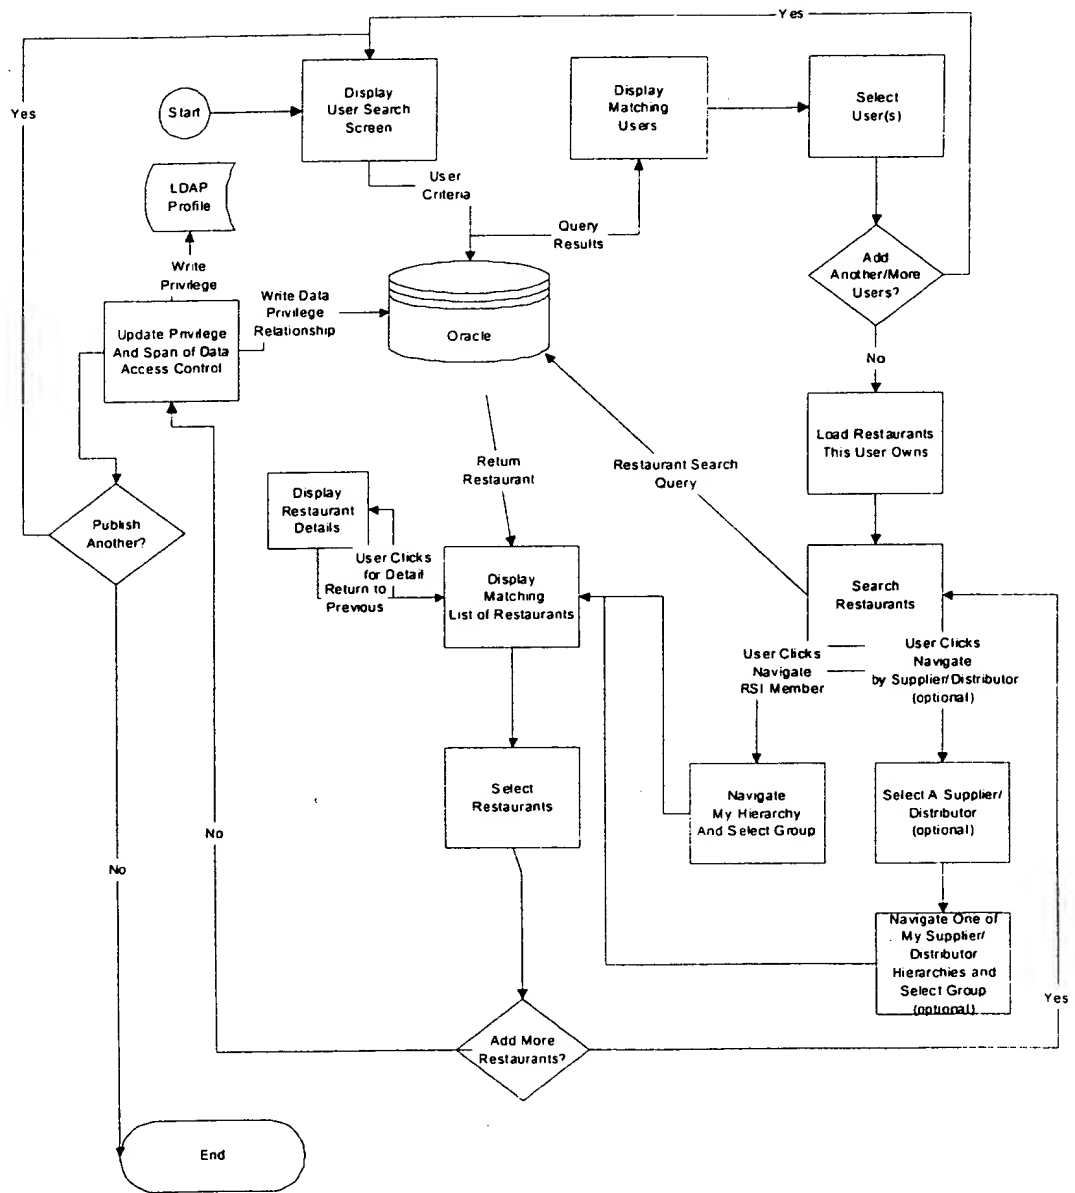 Yes
Yes
Start
Display
User Search
Screen
Display
Matching
Users
Select
User(s)
LDAP
Profile
User
Criteria
Query
Results
Write
Privilege
Add
Another/More
Users?
Write Data
Privilege
Relationship
Update Privilege
And Span of Data
Access Control
Oracle
No
Load Restaurants
This User Owns
Return
Restaurant
Restaurant Search
Query
Display
Restaurant
Details
Publish
Another?
User Clicks
for Detail
Return to
Previous
Display
Matching
List of Restaurants
Search
Restaurants
User Clicks
Navigate
RSI Member
User Clicks
Navigate
by Supplier/Distributor
(optional)
Select
Restaurants
Navigate
My Hierarchy
And Select Group
Select A Supplier/
Distributor
(optional)
No
No
Navigate One of
My Supplier/
Distributor
Hierarchies and
Select Group
(optional)
Yes
Add More
Restaurants?
End